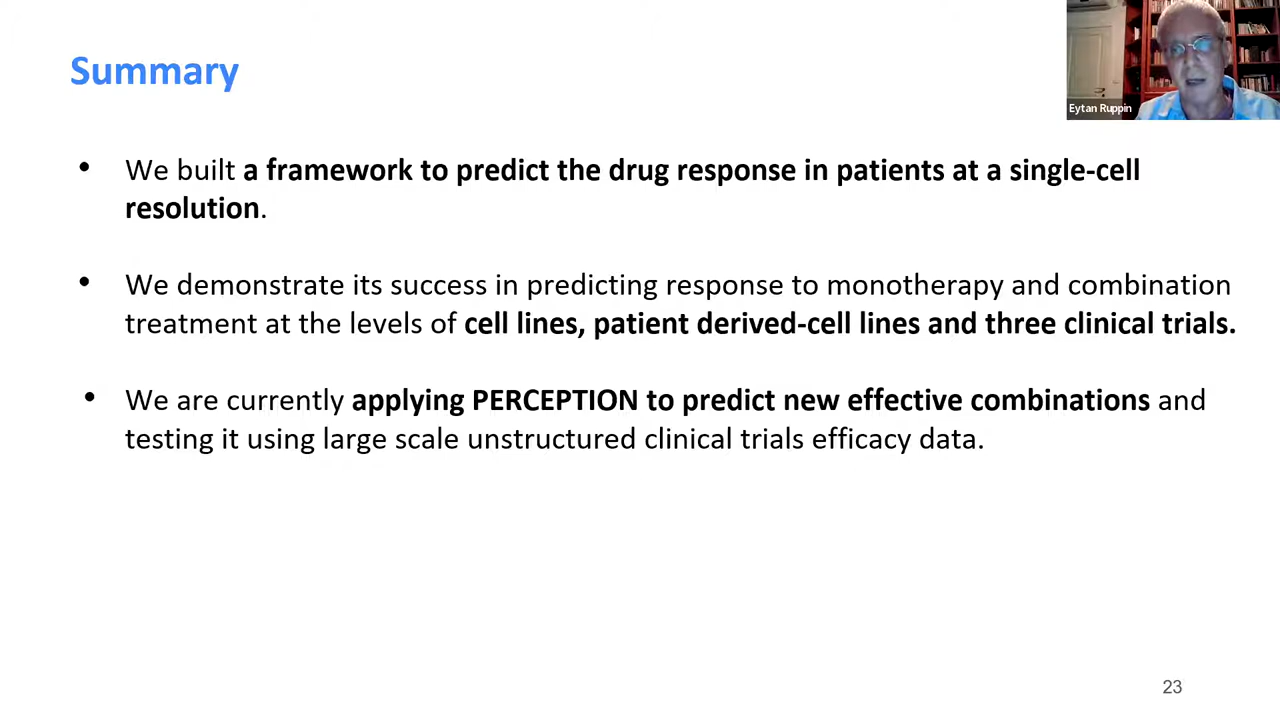 Summary
Eytan Ruppin
• We built a framework to predict the drug response in patients at a single-cell
resolution.
• We demonstrate its success in predicting response to monotherapy and combination
treatment at the levels of cell lines, patient derived-cell lines and three clinical trials.
• We are currently applying PERCEPTION to predict new effective combinations and
testing it using large scale unstructured clinical trials efficacy data.
23